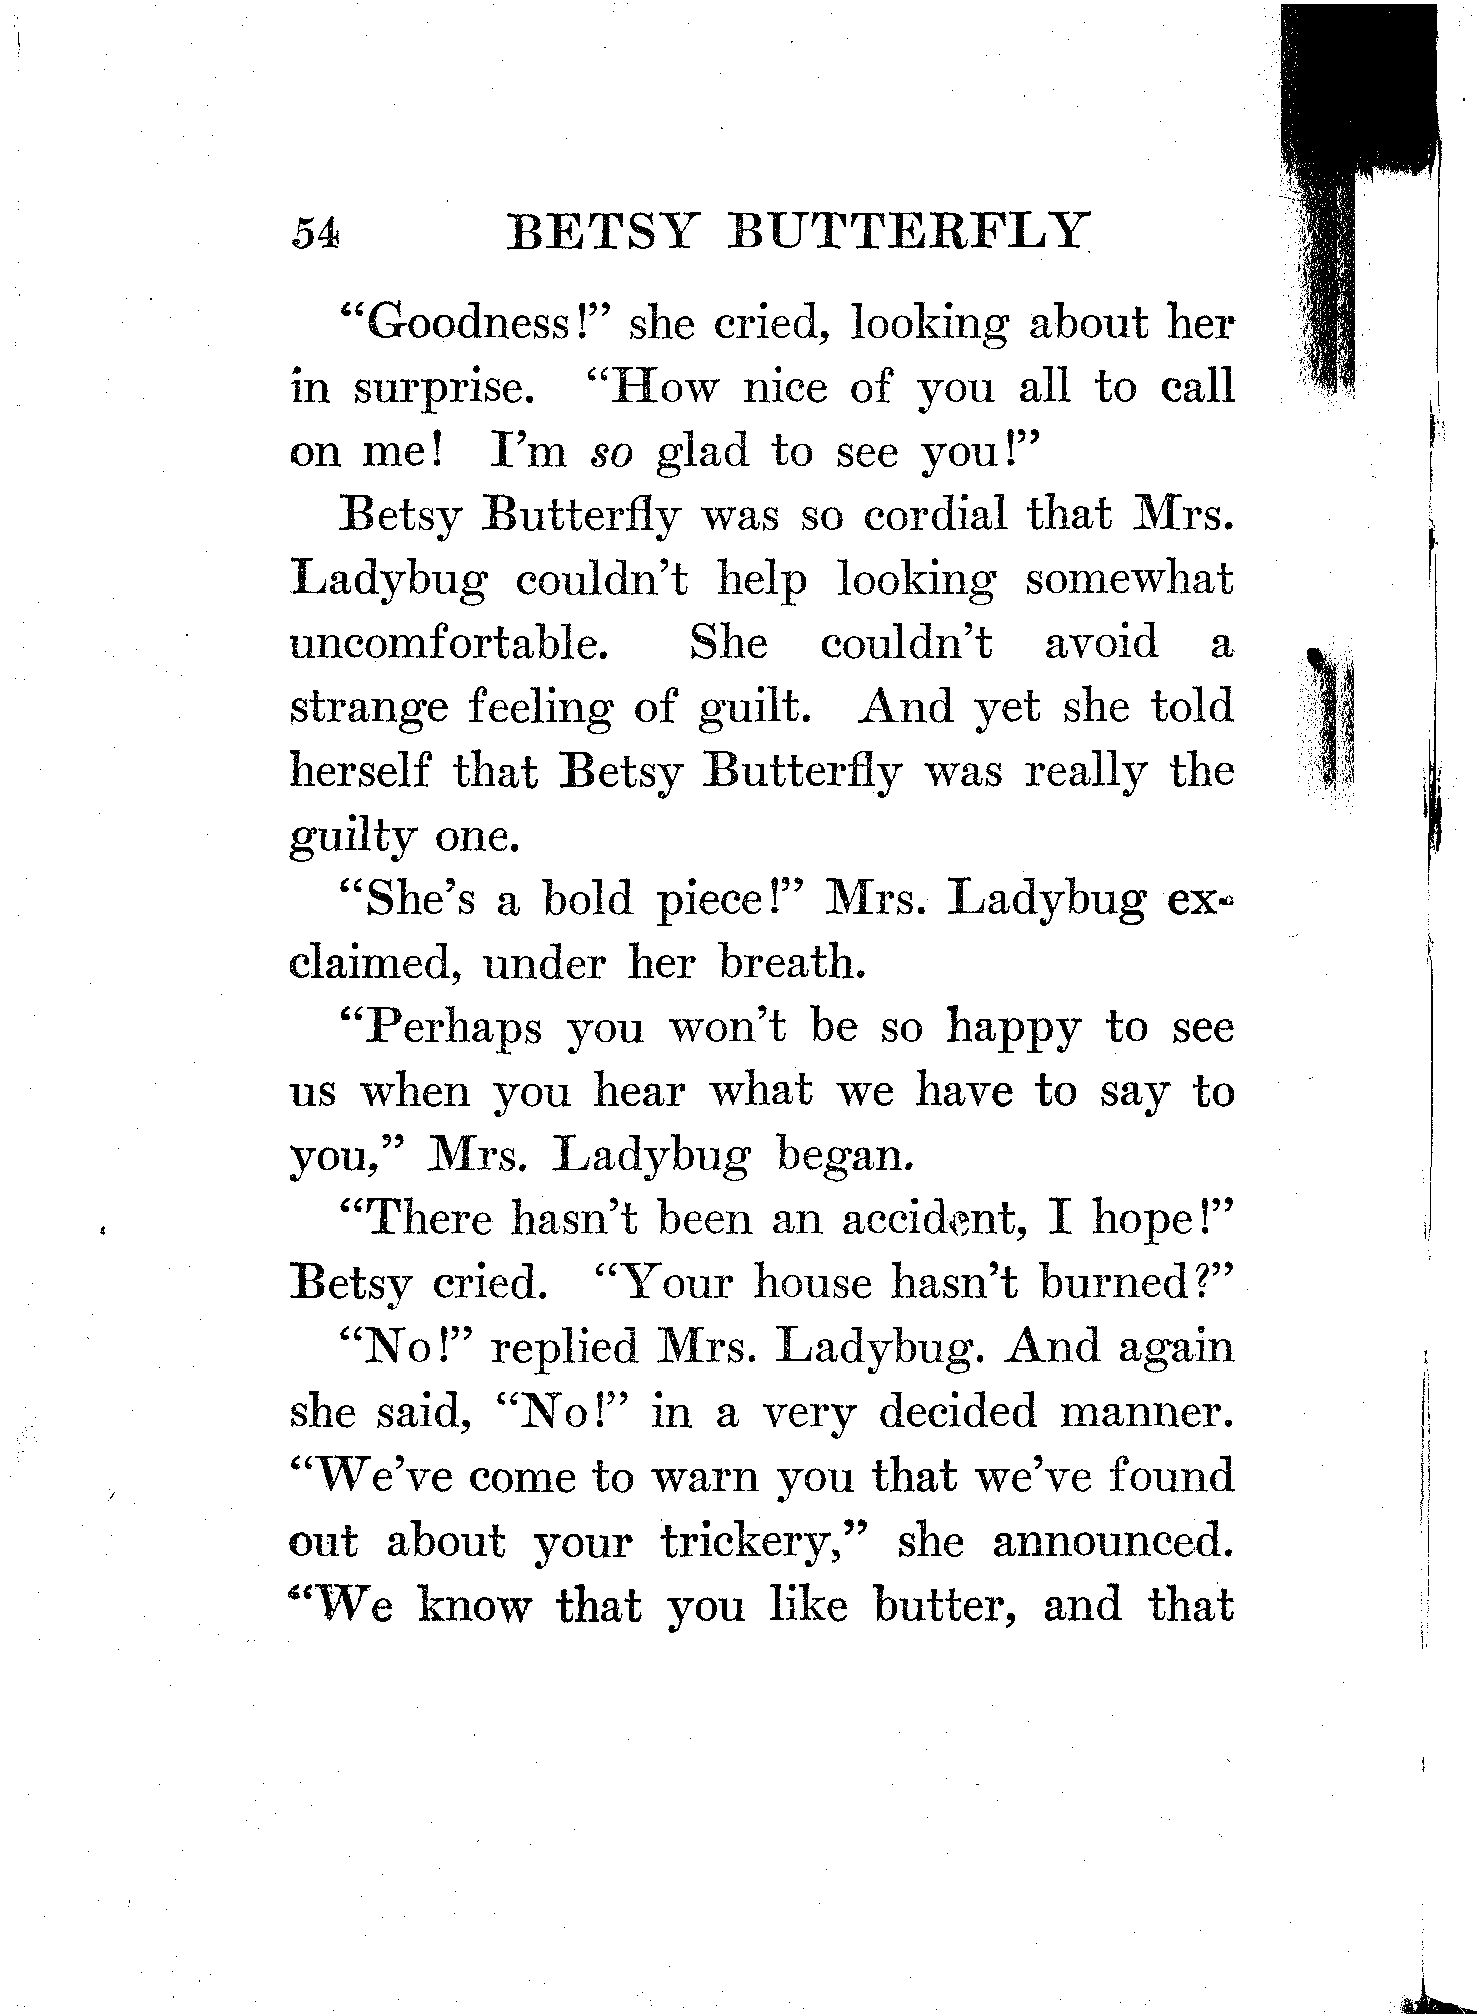 54 BETSY BUTTERFLY
“Goodness!” she cried, looking about her
in surprise. “How nice of you all to call
on me! I’m so glad to see you!”
Betsy Butterfly was so cordial that Mrs.
Ladybug couldn’t help looking somewhat
uncomfortable. She couldn’t avoid a
strange feeling of guilt. And yet she told
herself that Betsy Butterfly was really the
guilty one.
“She’s a bold piece!” Mrs. Ladybug ex-
claimed, under her breath.
“Perhaps you won’t be so happy to see
us when you hear what we have to say to
you,” Mrs. Ladybug began.
“There hasn’t been an accident, I hope!”
Betsy cried. “Your house hasn’t burned?”
“No!” replied Mrs. Ladybug. And again
she said, “No!” in a very decided manner.
“We’ve come to warn you that we’ve found
out about your trickery,” she announced.
“We know that you like butter, and that